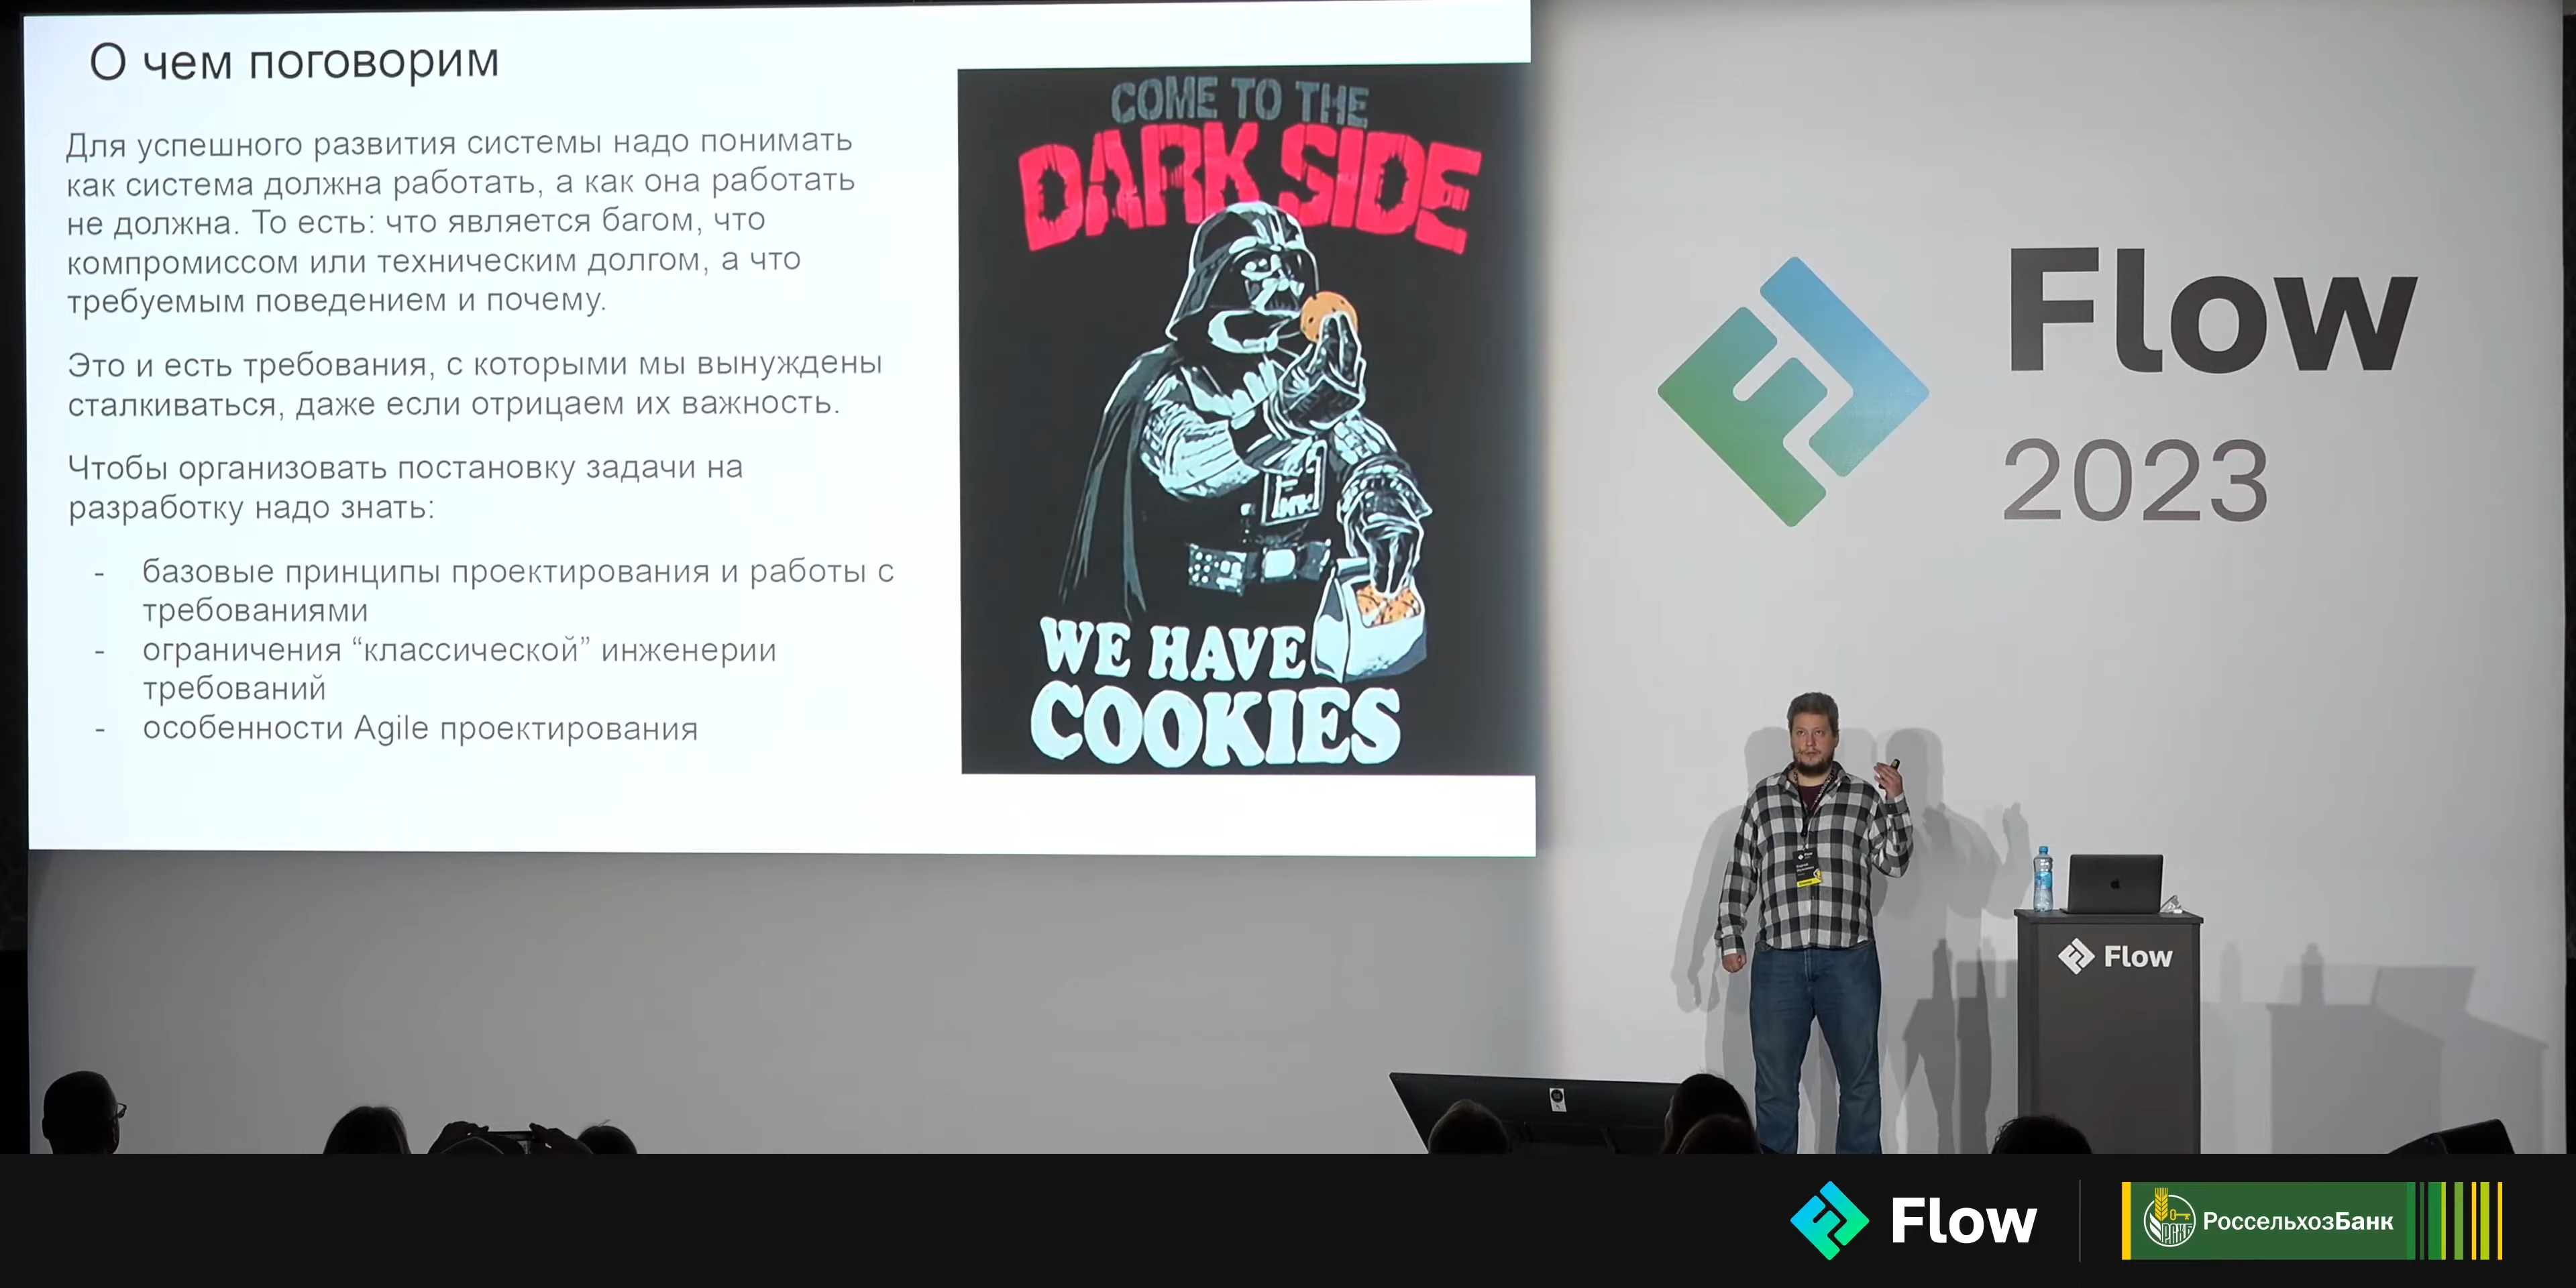 О чем поговорим
Для успешного развития системы надо понимать
как система должна работать, а как она работать
не должна. То есть: что является багом, что
компромиссом или техническим долгом, а что
требуемым поведением и почему.
Это и есть требования, с которыми мы вынуждены
сталкиваться, даже если отрицаем их важность.
Чтобы организовать постановку задачи на
разработку надо знать:
- базовые принципы проектирования и работы с
требованиями
- ограничения “классической” инженерии
требований
- особенности Agile проектирования
COME TO THE
DARK SIDE
WE HAVE
COOKIES
Flow
2023
Flow
Flow
РоссельхозБанк